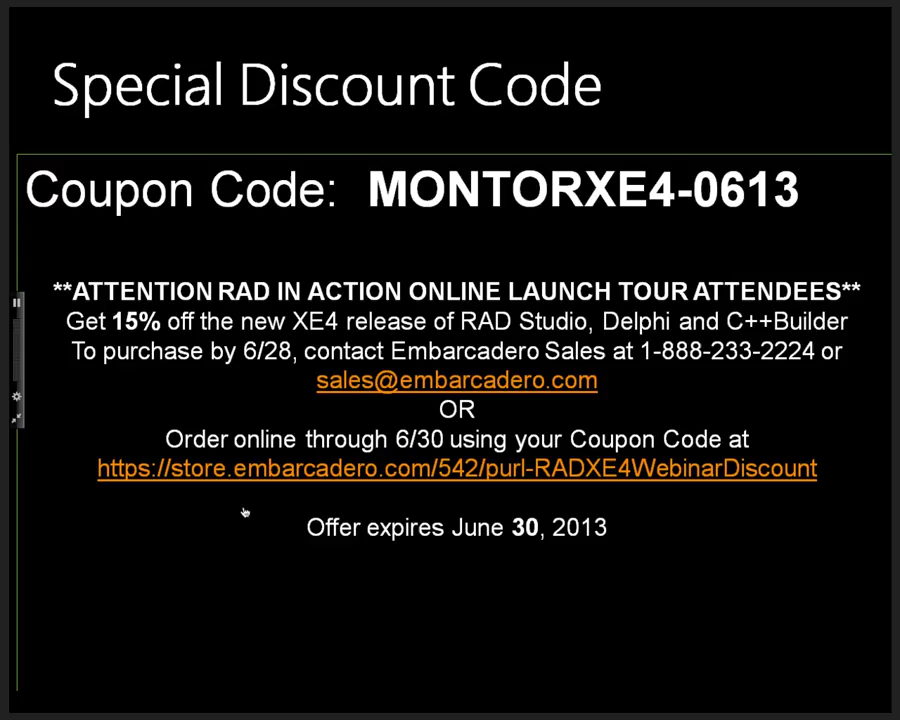 Special Discount Code
Coupon Code: MONTORXE4-0613
**ATTENTION RAD IN ACTION ONLINE LAUNCH TOUR ATTENDEES**
Get 15% off the new XE4 release of RAD Studio, Delphi and C++Builder
To purchase by 6/28, contact Embarcadero Sales at 1-888-233-2224 or
sales@embarcadero.com
OR
Order online through 6/30 using your Coupon Code at
https://store.embarcadero.com/542/purl-RADXE4WebinarDiscount
Offer expires June 30, 2013